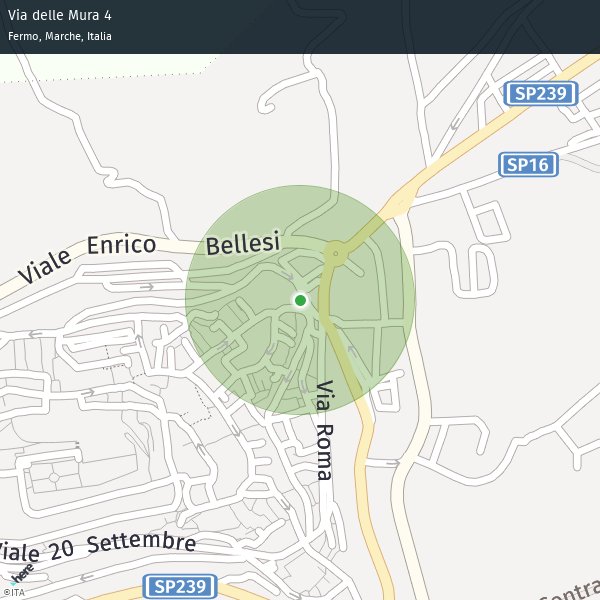 Via delle Mura 4
Fermo, Marche, Italia
SP239
SP16
Viale Enrico Bellesi
Via Roma
Viale 20 Settembre
here
©ITA
SP239
Contra